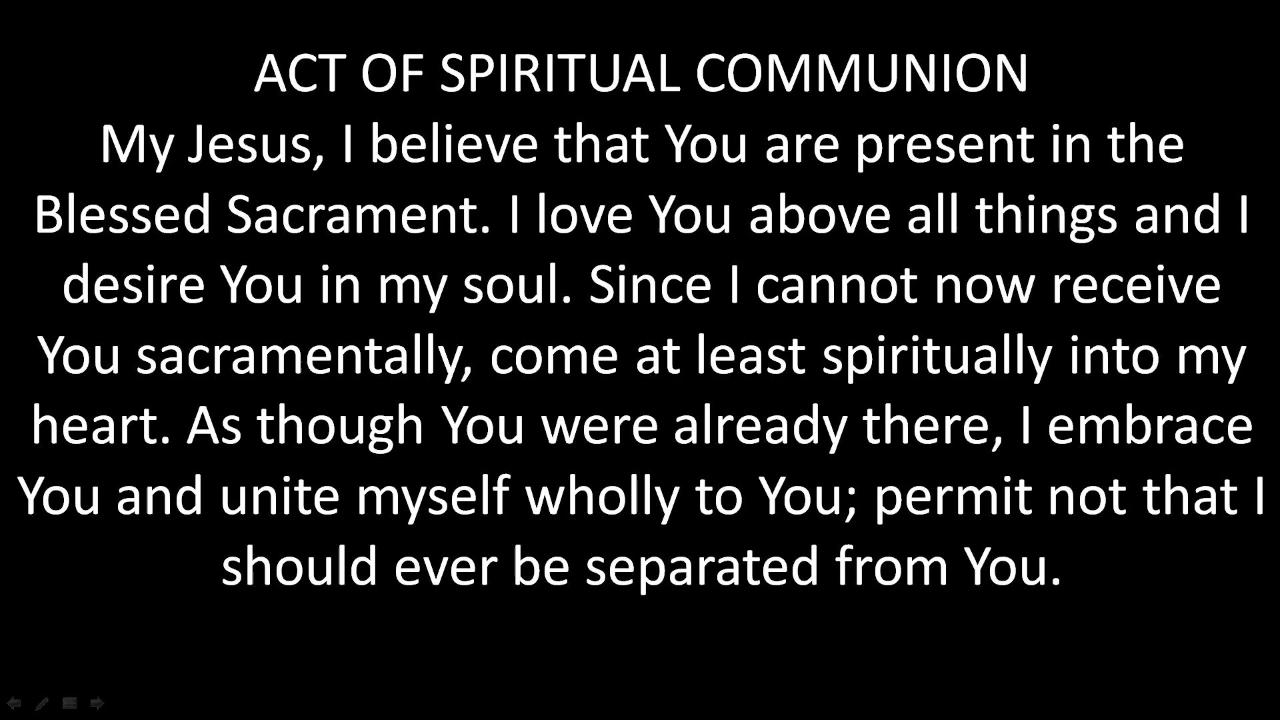 ACT OF SPIRITUAL COMMUNION
My Jesus, I believe that You are present in the
Blessed Sacrament. I love You above all things and I
desire You in my soul. Since I cannot now receive
You sacramentally, come at least spiritually into my
heart. As though You were already there, I embrace
You and unite myself wholly to You; permit not that I
should ever be separated from You.